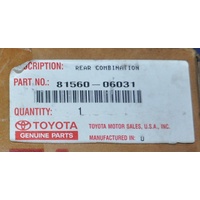 DESCRIPTION: REAR COMBINATION
PART NO.: 81560-06031
QUANTITY: 1
TOYOTA
GENUINE PARTS
TOYOTA MOTOR SALES, U.S.A., INC.
MANUFACTURED IN U